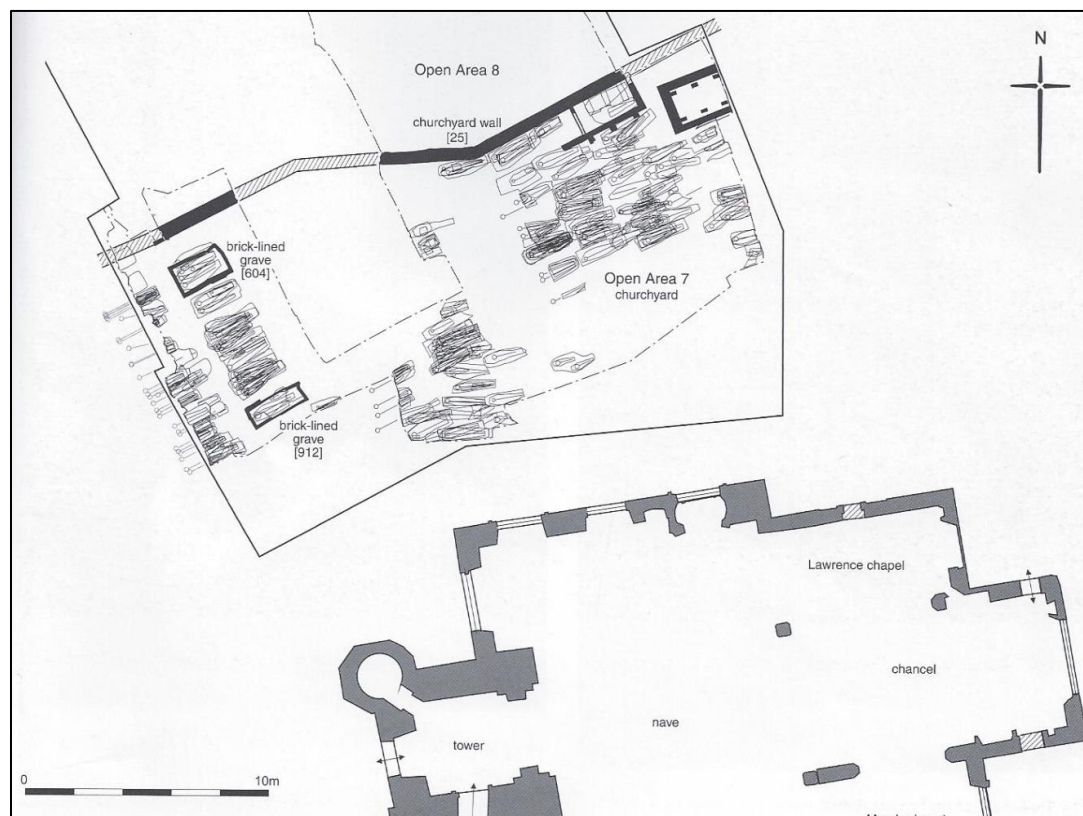 N
Open Area 8
churchyard wall
[25]
brick-lined
grave
[604]
Open Area 7
churchyard
brick-lined
grave
[912]
Lawrence chapel
chancel
nave
tower
0
10m